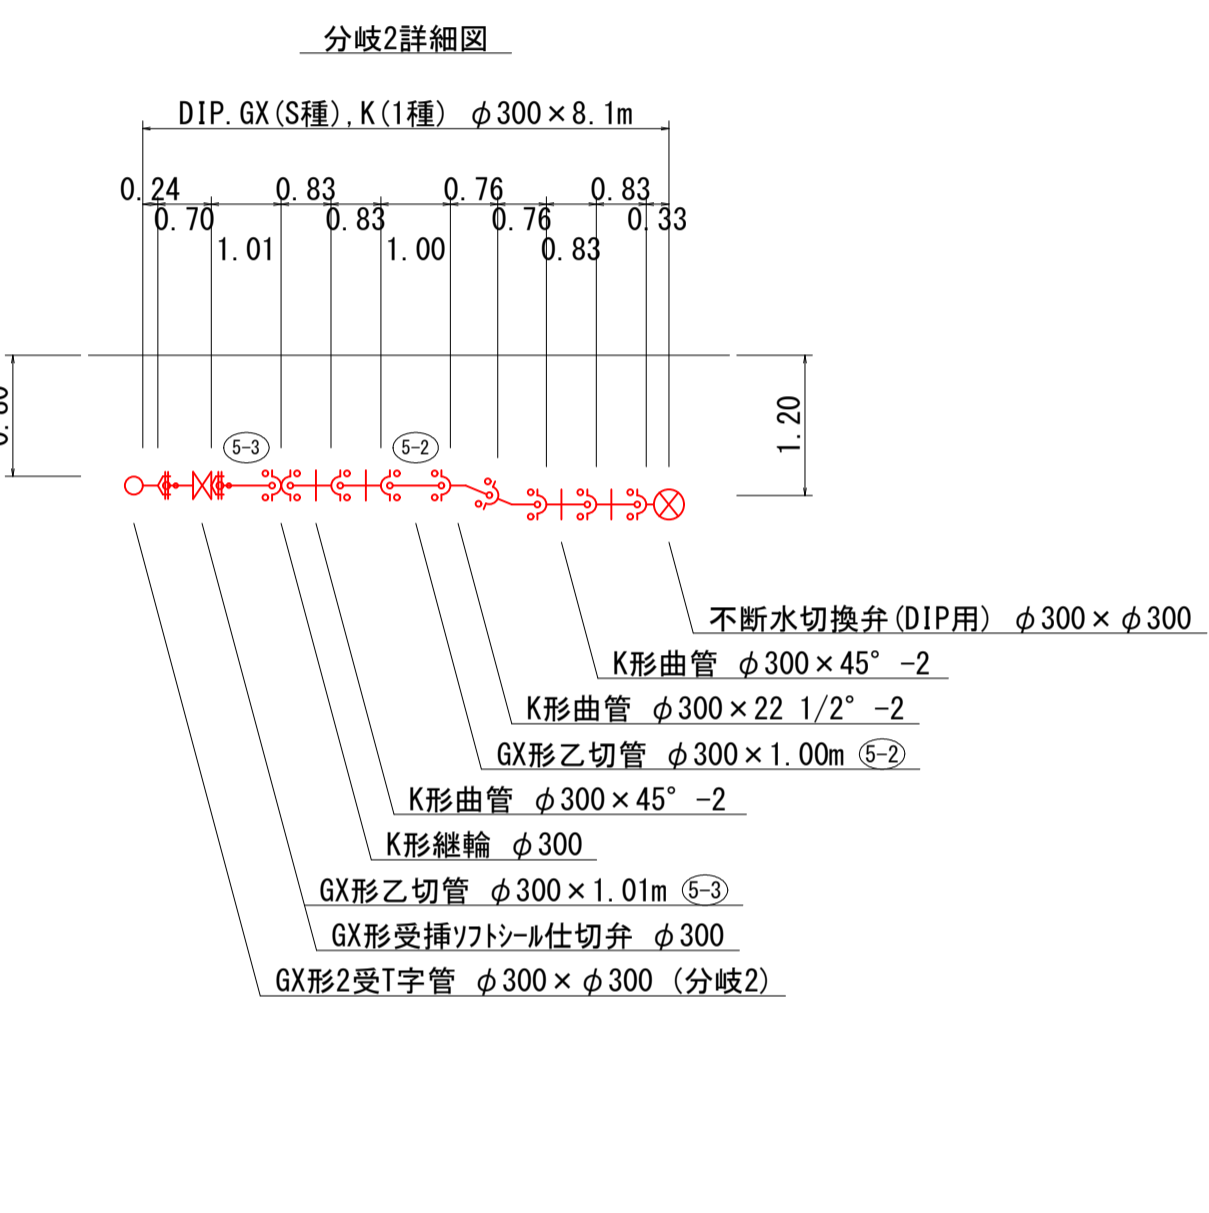 分岐2詳細図
DIP.GX(S種),K(1種) φ300×8.1m
0.24 0.83 0.76 0.83
0.70 0.83 0.76 0.33
1.01 1.00 0.83
1.20
5-3 5-2
不断水切換弁(DIP用) φ300×φ300
K形曲管 φ300×45°-2
K形曲管 φ300×22 1/2°-2
GX形乙切管 φ300×1.00m 5-2
K形曲管 φ300×45°-2
K形継輪 φ300
GX形乙切管 φ300×1.01m 5-3
GX形受挿ソフトシール仕切弁 φ300
GX形2受T字管 φ300×φ300 (分岐2)